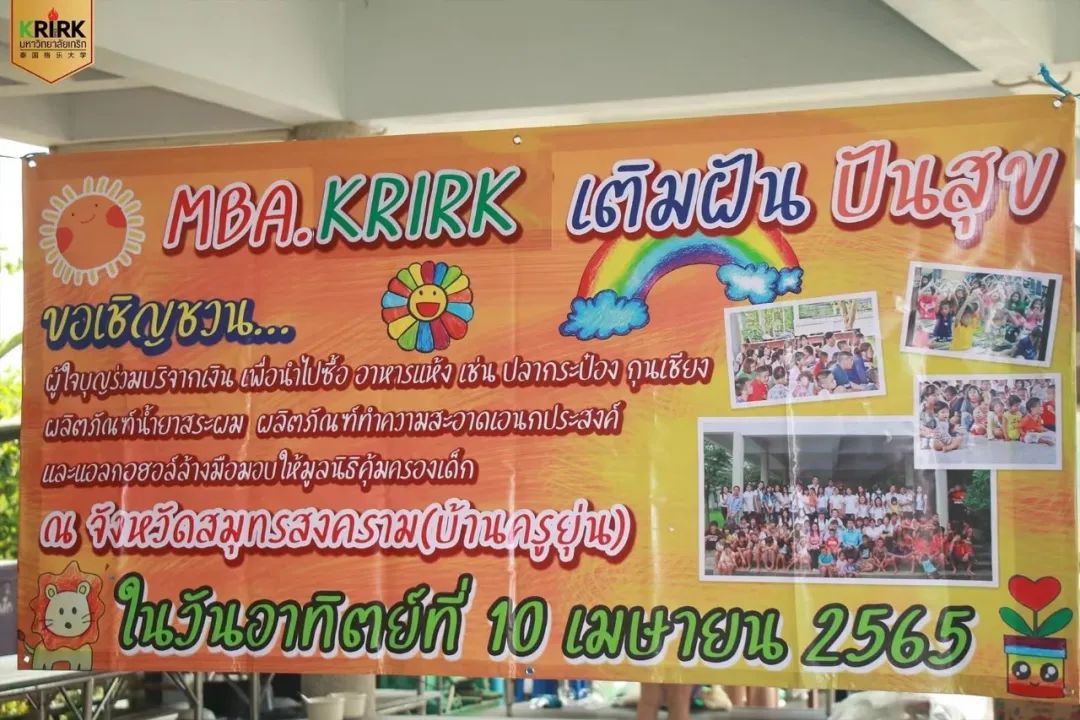 KRIRK
มหาวิทยาลัยเกริก
泰国格乐大学
MBA.KRIRK เติมฝัน ปันสุข
ขอเชิญชวน...
ผู้ใจบุญร่วมบริจาคเงิน เพื่อนำไปซื้อ อาหารแห้ง เช่น ปลากระป๋อง กุนเชียง
ผลิตภัณฑ์น้ำยาสระผม ผลิตภัณฑ์ทำความสะอาดเอนกประสงค์
และแอลกอฮอล์ล้างมือมอบให้มูลนิธิคุ้มครองเด็ก
ณ จังหวัดสมุทรสงคราม(บ้านครูยุ่น)
ในวันอาทิตย์ที่ 10 เมษายน 2565